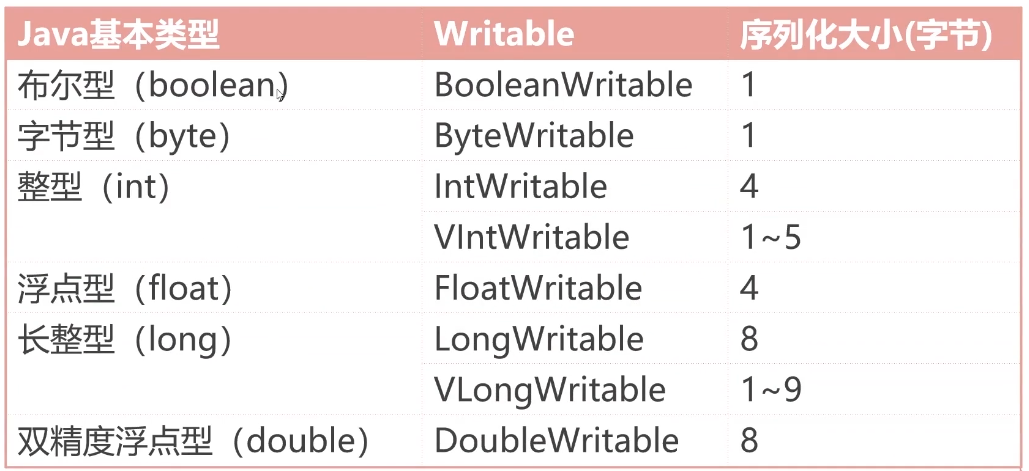 Java基本类型 Writable 序列化大小(字节)
布尔型（boolean） BooleanWritable 1
字节型（byte） ByteWritable 1
整型（int） IntWritable 4
VIntWritable 1~5
浮点型（float） FloatWritable 4
长整型（long） LongWritable 8
VLongWritable 1~9
双精度浮点型（double） DoubleWritable 8